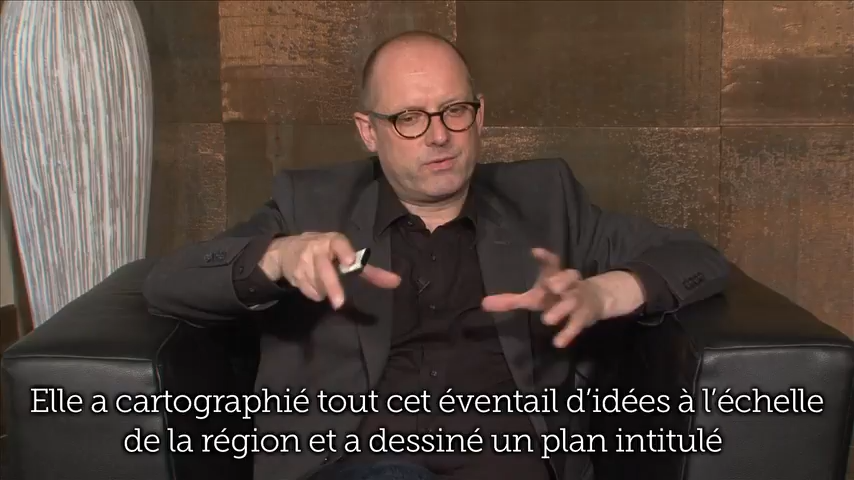 Elle a cartographié tout cet éventail d’idées à l’échelle
de la région et a dessiné un plan intitulé